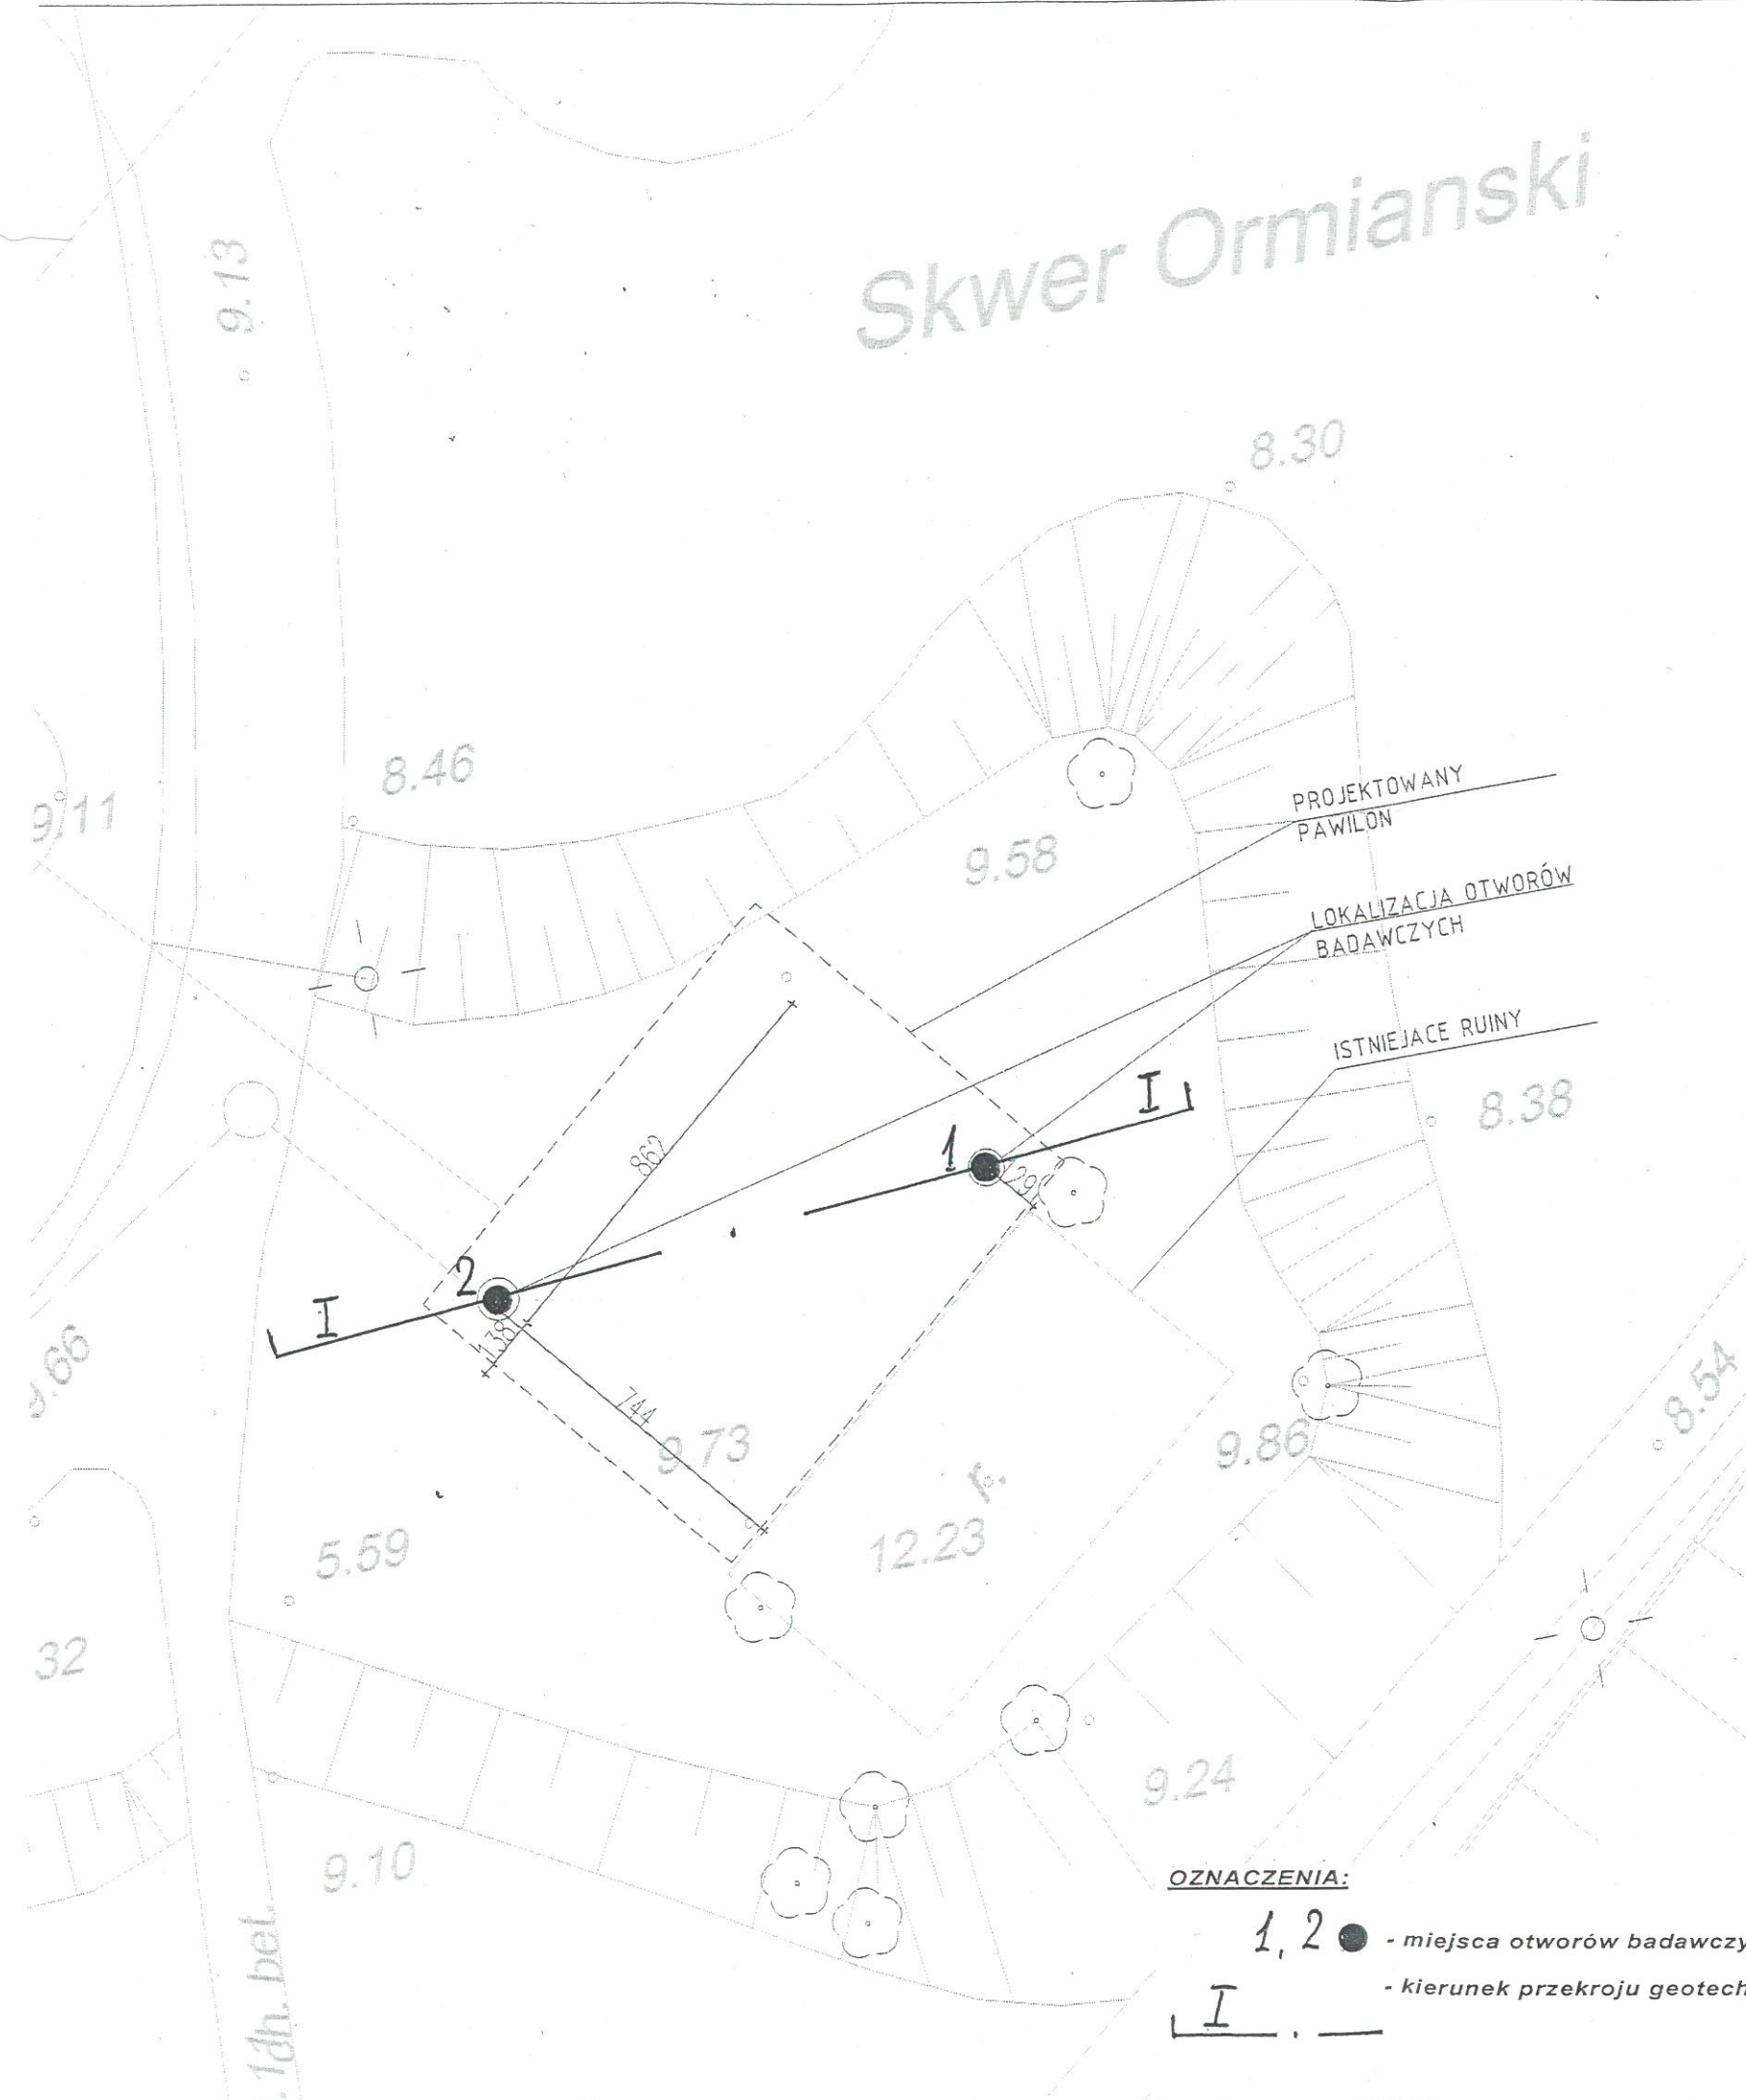 Skwer Ormianski
9.13
8.30
8.46
9.11
9.58
PROJEKTOWANY
PAWILON
LOKALIZACJA OTWORÓW
BADAWCZYCH
ISTNIEJACE RUINY
8.38
I
862
1
2
I
138
744
9.73
9.86
8.54
r.
12.23
5.59
32
9.24
9.10
bet.
OZNACZENIA:
1, 2 - miejsca otworów badawczy
- kierunek przekroju geotech
I